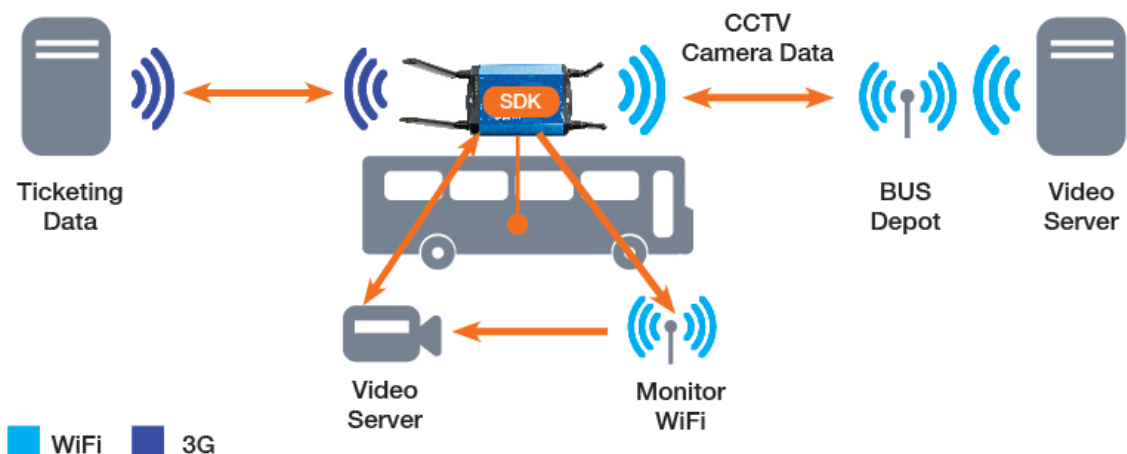 CCTV
Camera Data
SDK
Ticketing
Data
BUS
Depot
Video
Server
Video
Server
Monitor
WiFi
WiFi
3G